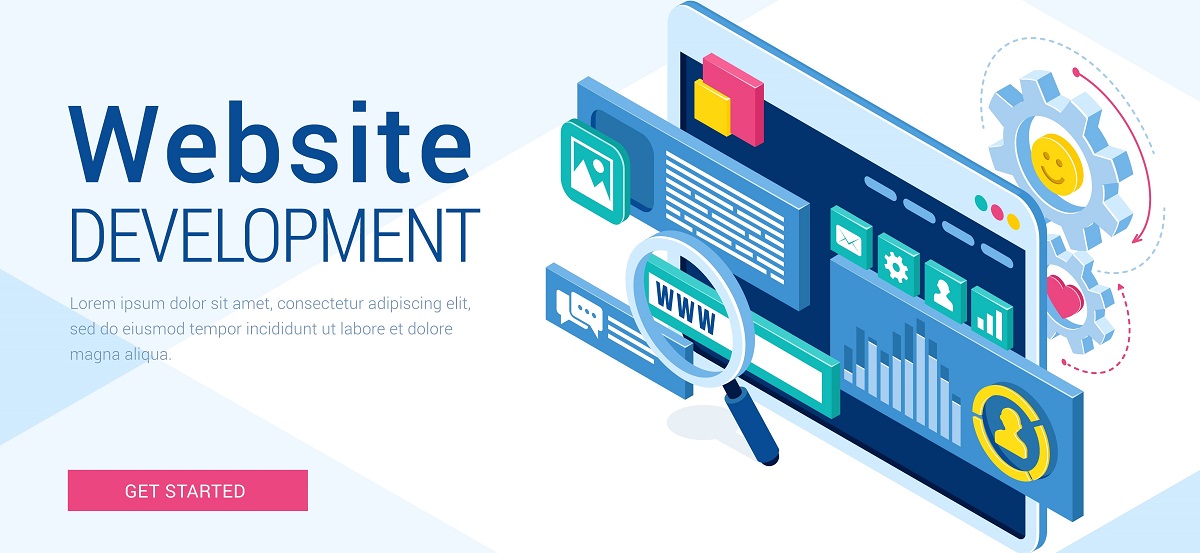 Website
DEVELOPMENT
Lorem ipsum dolor sit amet, consectetur adipiscing elit,
sed do eiusmod tempor incididunt ut labore et dolore
magna aliqua.
GET STARTED
WWW